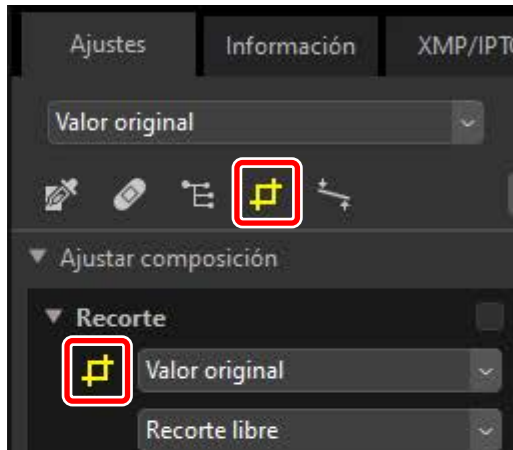 Ajustes Información XMP/IPTC
Valor original
Ajustar composición
Recorte
Valor original
Recorte libre